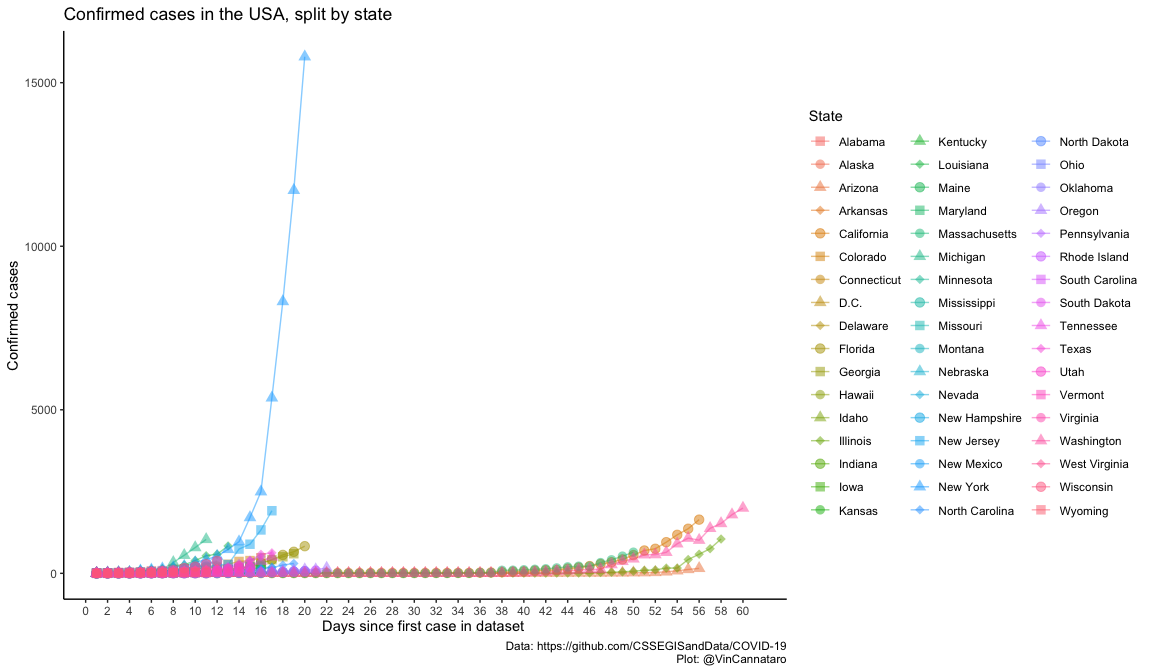 Confirmed cases in the USA, split by state
Confirmed cases
15000
10000
5000
0
0 2 4 6 8 10 12 14 16 18 20 22 24 26 28 30 32 34 36 38 40 42 44 46 48 50 52 54 56 58 60
Days since first case in dataset
Data: https://github.com/CSSEGISandData/COVID-19
Plot: @VinCannataro
State
Alabama
Alaska
Arizona
Arkansas
California
Colorado
Connecticut
D.C.
Delaware
Florida
Georgia
Hawaii
Idaho
Illinois
Indiana
Iowa
Kansas
Kentucky
Louisiana
Maine
Maryland
Massachusetts
Michigan
Minnesota
Mississippi
Missouri
Montana
Nebraska
Nevada
New Hampshire
New Jersey
New Mexico
New York
North Carolina
North Dakota
Ohio
Oklahoma
Oregon
Pennsylvania
Rhode Island
South Carolina
South Dakota
Tennessee
Texas
Utah
Vermont
Virginia
Washington
West Virginia
Wisconsin
Wyoming